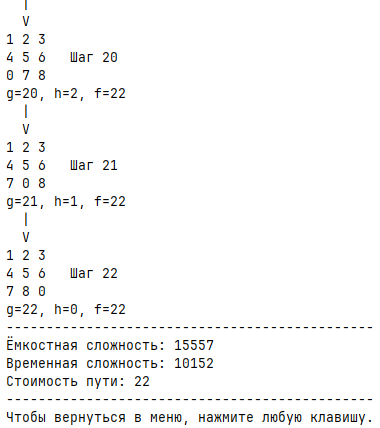 |
V
1 2 3
4 5 6   Шаг 20
0 7 8
g=20, h=2, f=22
|
V
1 2 3
4 5 6   Шаг 21
7 0 8
g=21, h=1, f=22
|
V
1 2 3
4 5 6   Шаг 22
7 8 0
g=22, h=0, f=22
----------------------------------------------
Ёмкостная сложность: 15557
Временная сложность: 10152
Стоимость пути: 22
----------------------------------------------
Чтобы вернуться в меню, нажмите любую клавишу.